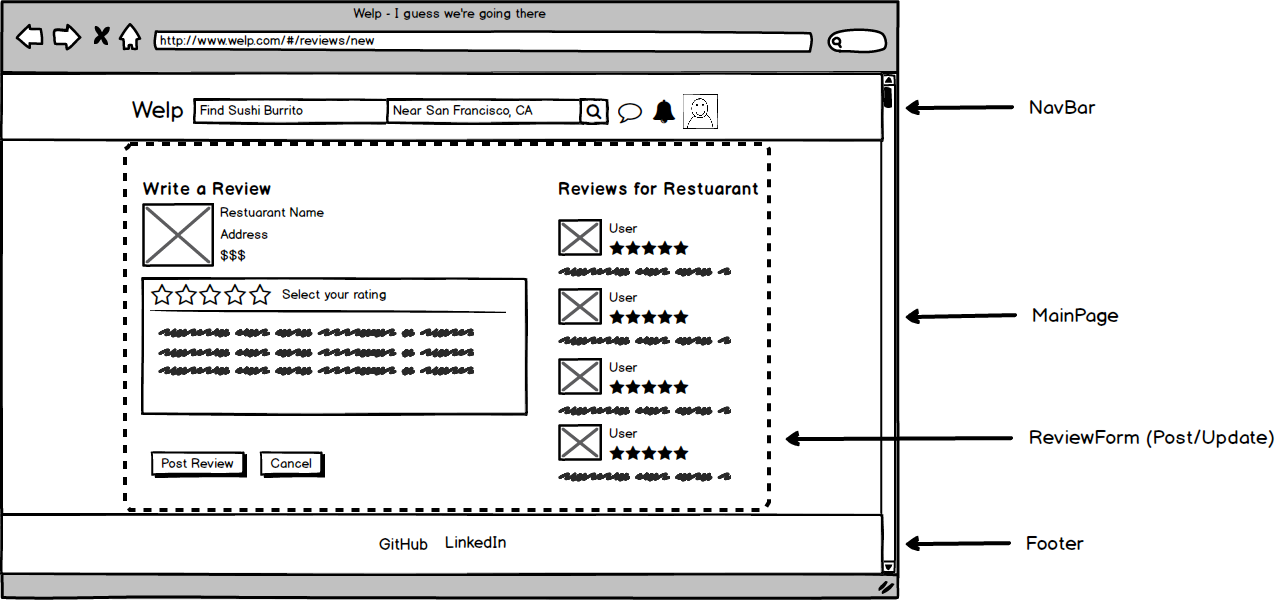 Welp - I guess we're going there
http://www.welp.com/#/reviews/new
Welp Find Sushi Burrito Near San Francisco, CA
NavBar
Write a Review
Restuarant Name
Address
$$$
Select your rating
Post Review Cancel
Reviews for Restuarant
User
User
User
User
MainPage
ReviewForm (Post/Update)
GitHub LinkedIn
Footer